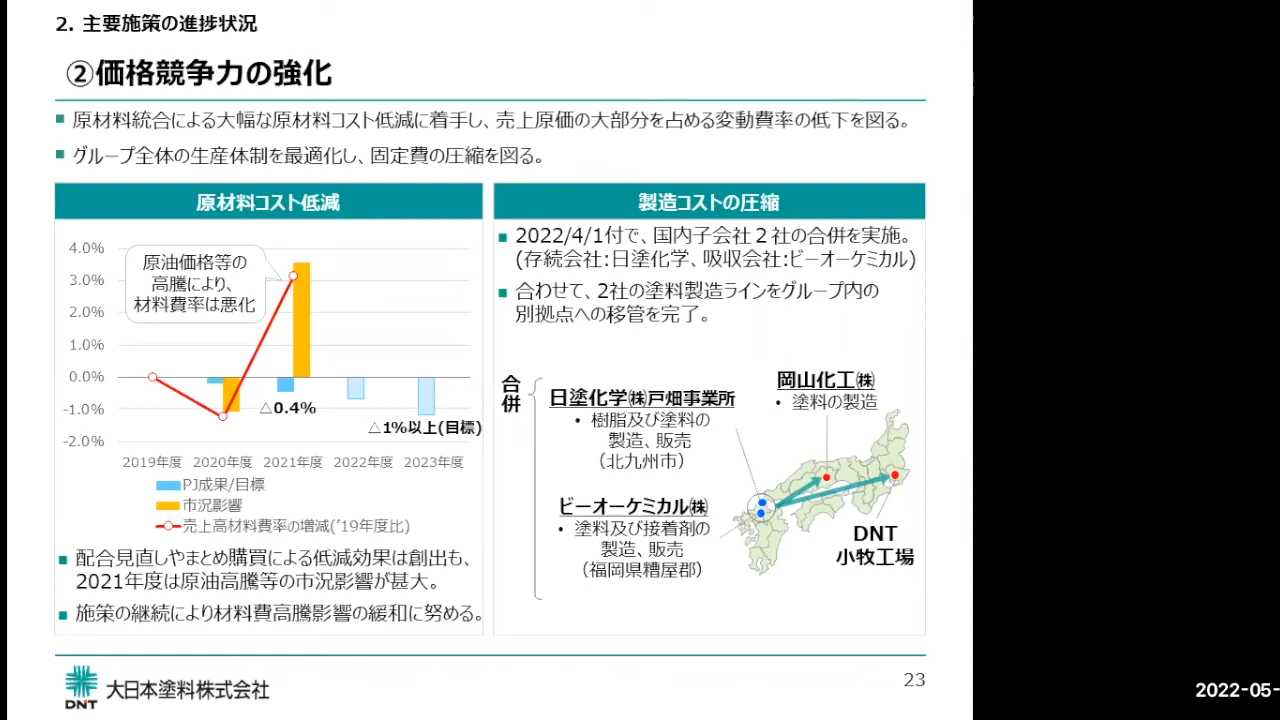 2. 主要施策の進捗状況
②価格競争力の強化
原材料統合による大幅な原材料コスト低減に着手し、売上原価の大部分を占める変動費率の低下を図る。
グループ全体の生産体制を最適化し、固定費の圧縮を図る。
原材料コスト低減
4.0%
3.0%
2.0%
1.0%
0.0%
-1.0%
-2.0%
原油価格等の
高騰により、
材料費率は悪化
△0.4%
△1%以上(目標)
2019年度 2020年度 2021年度 2022年度 2023年度
PJ成果/目標
市況影響
売上高材料費率の増減('19年度比)
配合見直しやまとめ購買による低減効果は創出も、
2021年度は原油高騰等の市況影響が甚大。
施策の継続により材料費高騰影響の緩和に努める。
製造コストの圧縮
2022/4/1付で、国内子会社２社の合併を実施。
(存続会社:日塗化学、吸収会社:ビーオーケミカル)
合わせて、2社の塗料製造ラインをグループ内の
別拠点への移管を完了。
合併
日塗化学㈱戸畑事業所
• 樹脂及び塗料の
製造、販売
（北九州市）
ビーオーケミカル㈱
• 塗料及び接着剤の
製造、販売
（福岡県糟屋郡）
岡山化工㈱
• 塗料の製造
DNT
小牧工場
DNT 大日本塗料株式会社
23
2022-05-